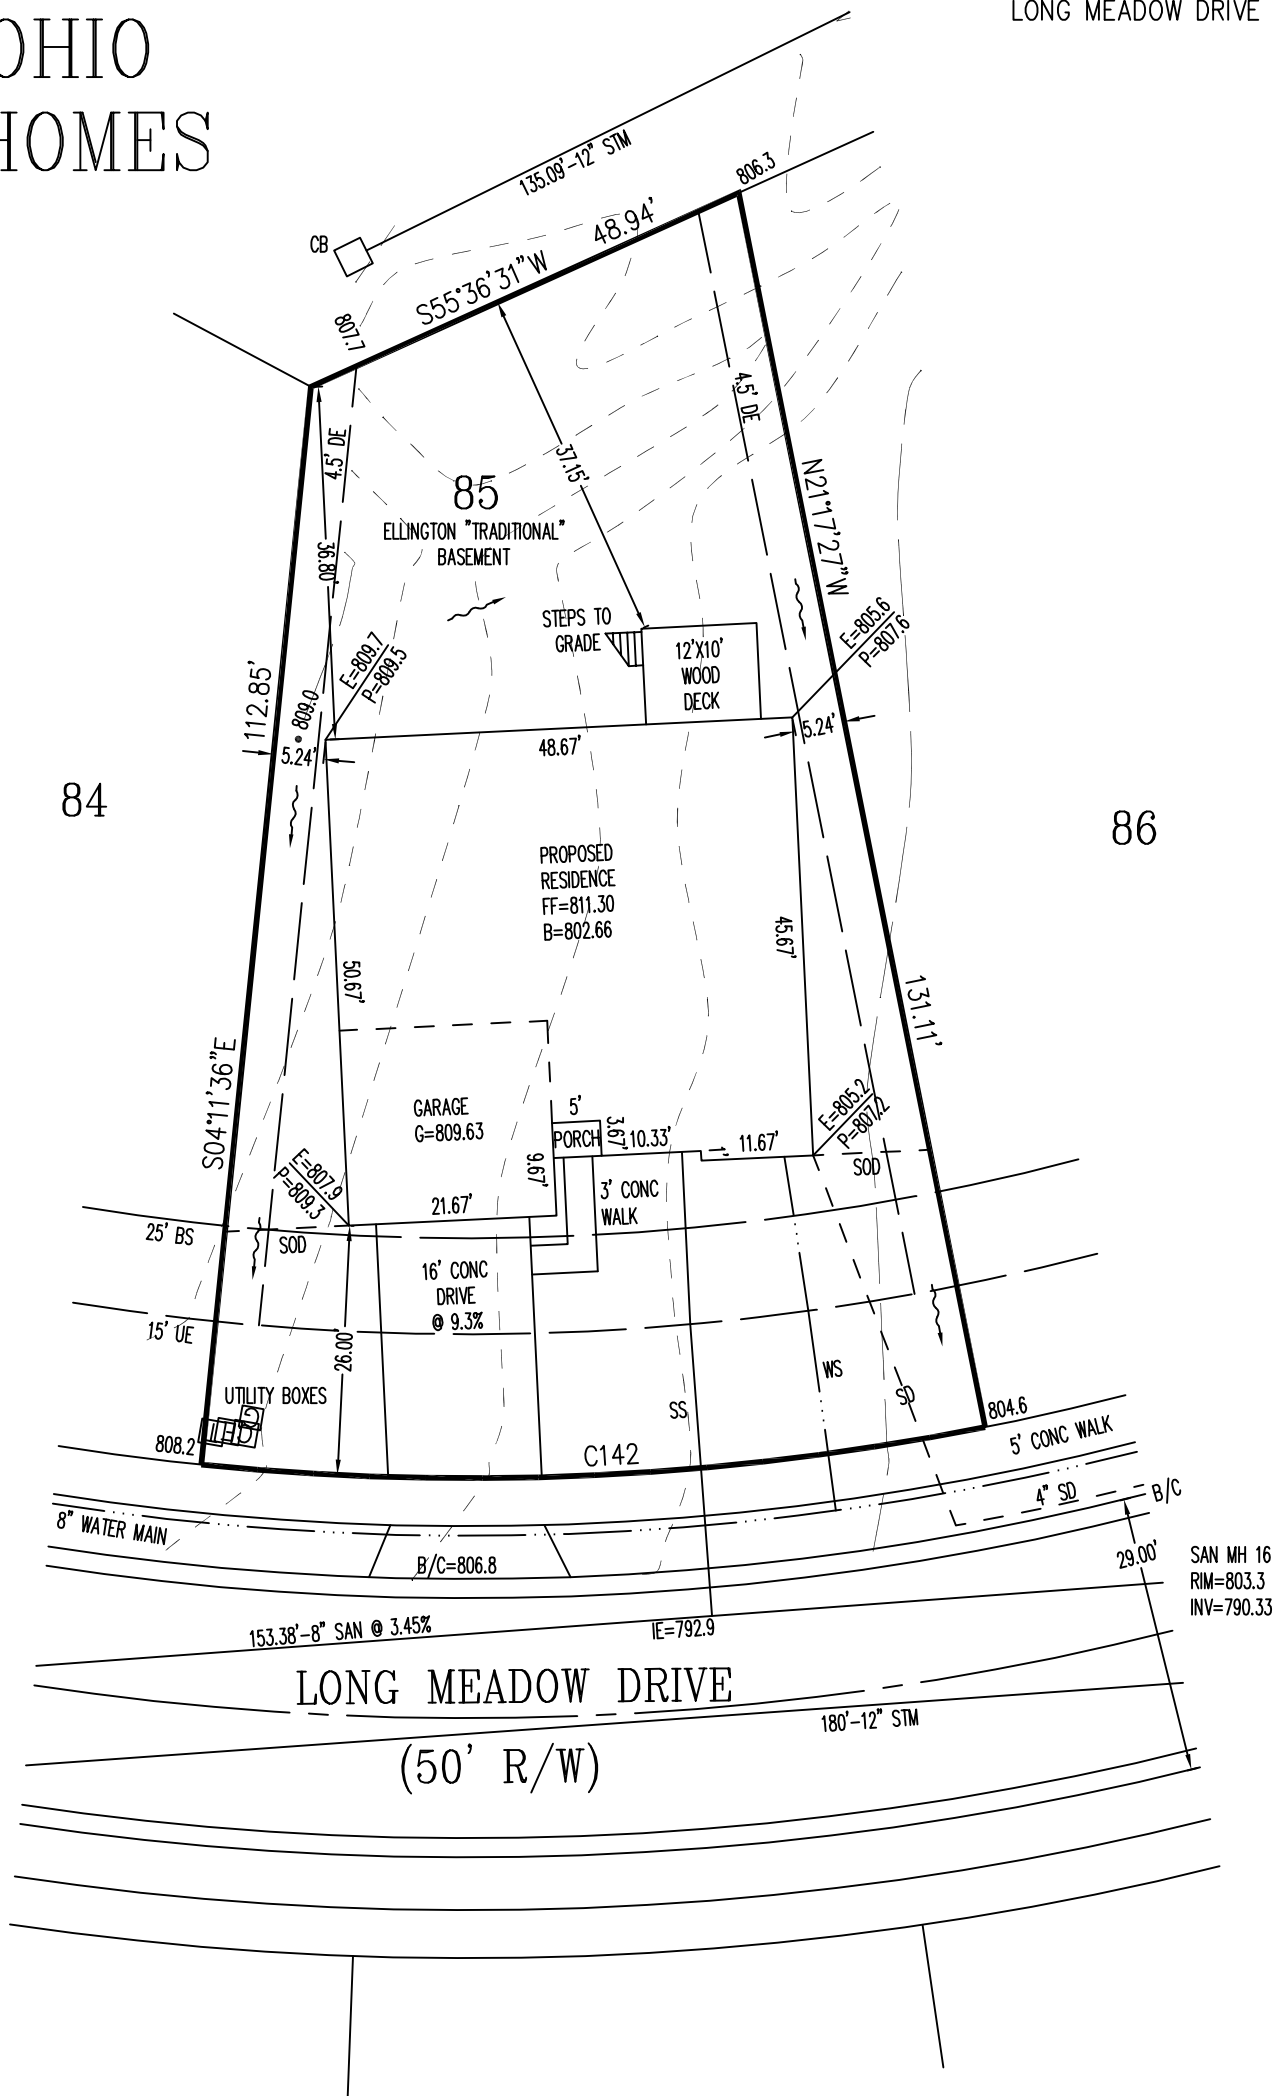 LONG MEADOW DRIVE
OHIO
HOMES
135.09'-12" STM
806.3
CB
48.94'
S55°36'31"W
807.7
4.5' DE
4.5' DE
37.15'
85
ELLINGTON "TRADITIONAL"
BASEMENT
N21°17'27"W
36.80'
STEPS TO
GRADE
12'X10'
WOOD
DECK
E=805.6
P=807.6
E=809.7
P=809.5
112.85'
809.0
5.24'
5.24'
48.67'
84
86
PROPOSED
RESIDENCE
FF=811.30
B=802.66
45.67'
50.67'
131.11'
S04°11'36"E
GARAGE
G=809.63
5'
PORCH
3.67'
10.33'
1'
11.67'
E=805.2
P=807.2
SOD
9.67'
E=807.9
P=809.3
21.67'
3' CONC
WALK
25' BS
SOD
16' CONC
DRIVE
@ 9.3%
15' UE
26.00'
WS
SD
UTILITY BOXES
SS
808.2
C142
804.6
5' CONC WALK
4" SD
B/C
8" WATER MAIN
B/C=806.8
29.00'
SAN MH 16
RIM=803.3
INV=790.33
153.38'-8" SAN @ 3.45%
IE=792.9
LONG MEADOW DRIVE
180'-12" STM
(50' R/W)